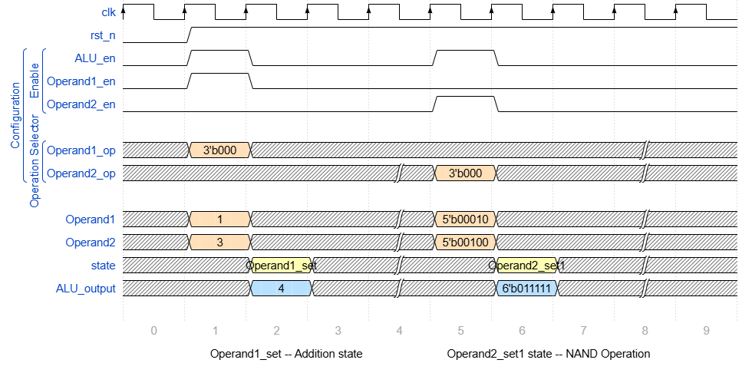 clk
rst_n
ALU_en
Operand1_en
Operand2_en
Enable
Configuration
Operation Selector
Operand1_op 3'b000
Operand2_op 3'b000
Operand1 1 5'b00010
Operand2 3 5'b00100
state Operand1_set Operand2_set1
ALU_output 4 6'b011111
0 1 2 3 4 5 6 7 8 9
Operand1_set -- Addition state Operand2_set1 state -- NAND Operation